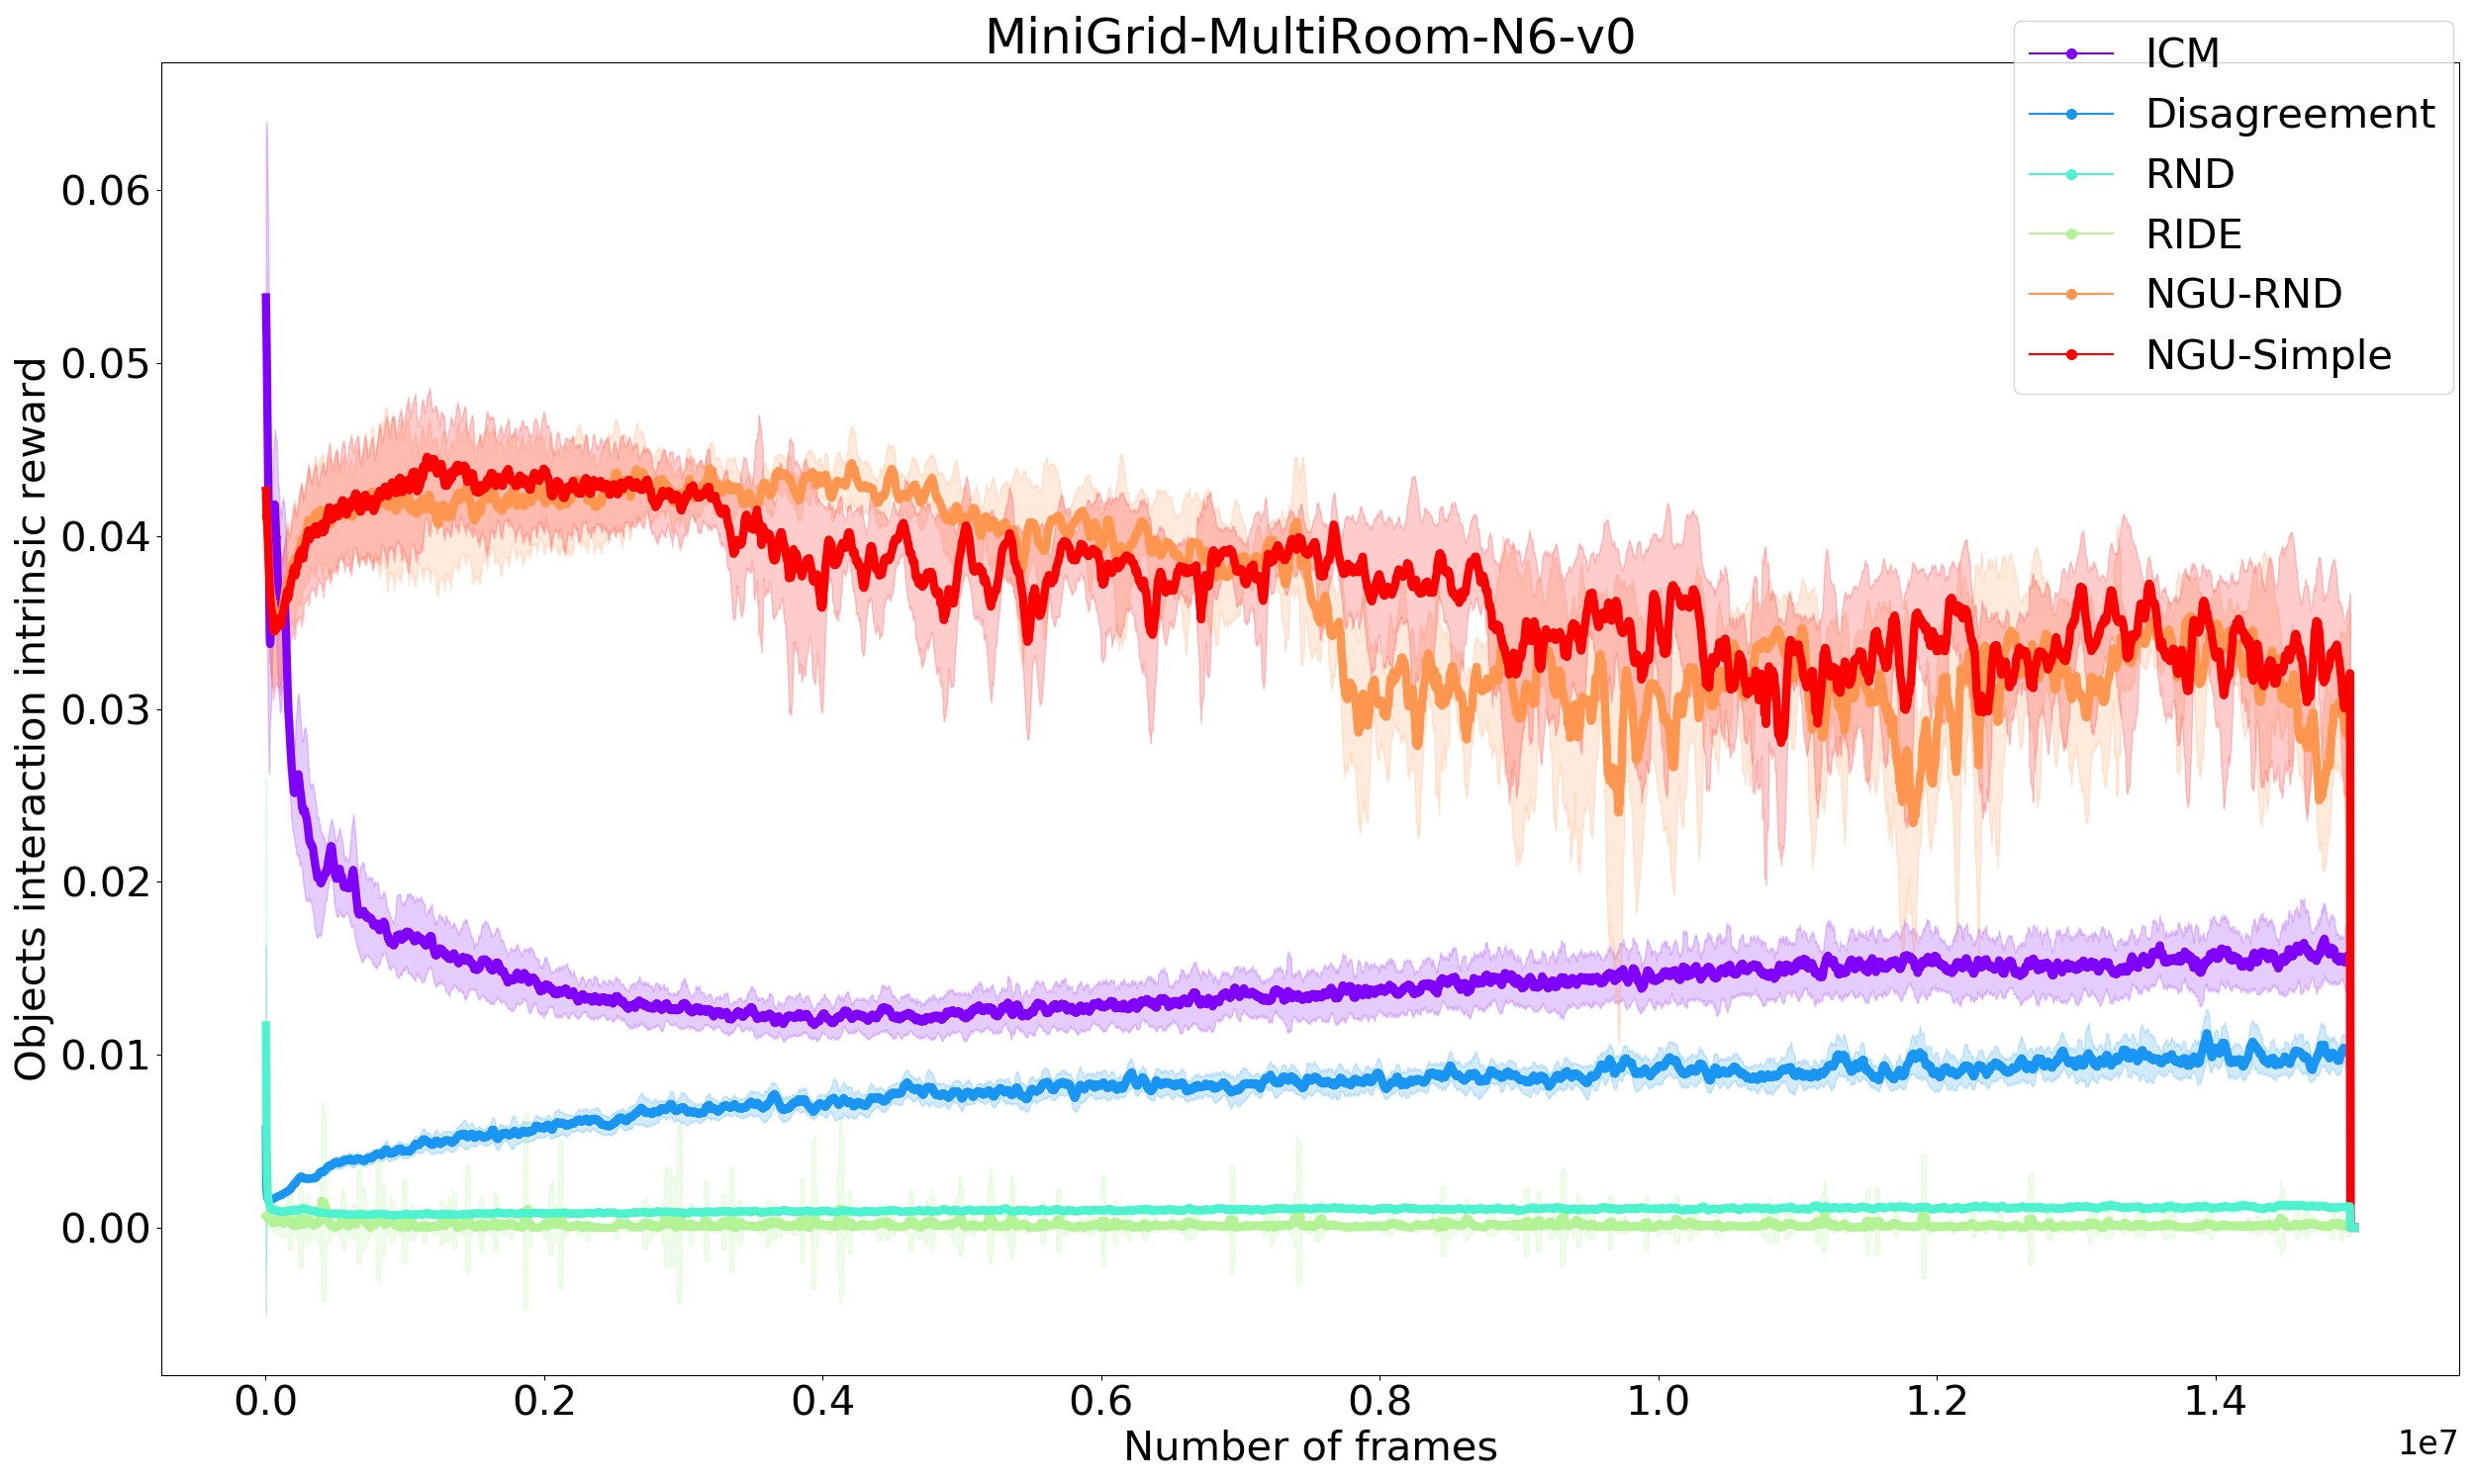 MiniGrid-MultiRoom-N6-v0
ICM
Disagreement
RND
RIDE
NGU-RND
NGU-Simple
Objects interaction intrinsic reward
0.06
0.05
0.04
0.03
0.02
0.01
0.00
0.0 0.2 0.4 0.6 0.8 1.0 1.2 1.4
Number of frames
1e7